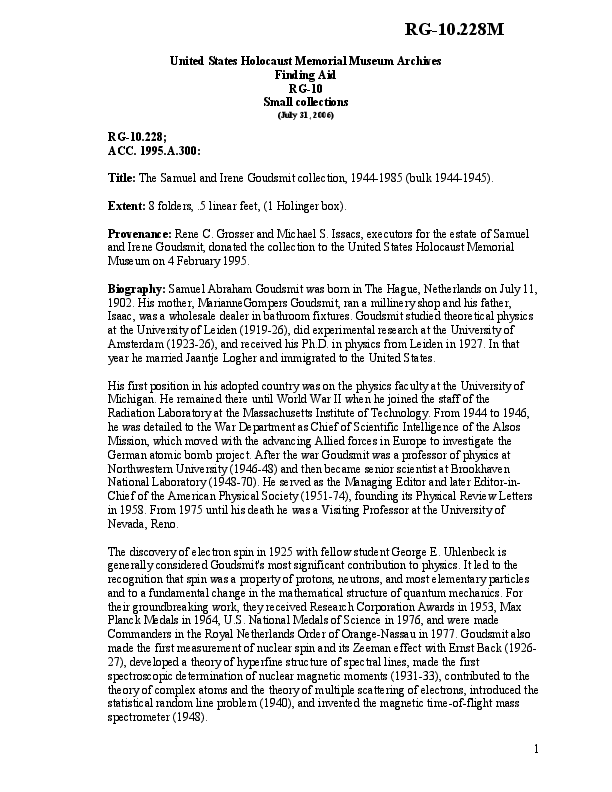 RG-10.228M
United States Holocaust Memorial Museum Archives
Finding Aid
RG-10
Small collections
(July 31, 2006)
RG-10.228;
ACC. 1995.A.300:
Title: The Samuel and Irene Goudsmit collection, 1944-1985 (bulk 1944-1945).
Extent: 8 folders, .5 linear feet, (1 Holinger box).
Provenance: Rene C. Grosser and Michael S. Issacs, executors for the estate of Samuel
and Irene Goudsmit, donated the collection to the United States Holocaust Memorial
Museum on 4 February 1995.
Biography: Samuel Abraham Goudsmit was born in The Hague, Netherlands on July 11,
1902. His mother, MarianneGompers Goudsmit, ran a millinery shop and his father,
Isaac, was a wholesale dealer in bathroom fixtures. Goudsmit studied theoretical physics
at the University of Leiden (1919-26), did experimental research at the University of
Amsterdam (1923-26), and received his Ph.D. in physics from Leiden in 1927. In that
year he married Jaantje Logher and immigrated to the United States.
His first position in his adopted country was on the physics faculty at the University of
Michigan. He remained there until World War II when he joined the staff of the
Radiation Laboratory at the Massachusetts Institute of Technology. From 1944 to 1946,
he was detailed to the War Department as Chief of Scientific Intelligence of the Alsos
Mission, which moved with the advancing Allied forces in Europe to investigate the
German atomic bomb project. After the war Goudsmit was a professor of physics at
Northwestern University (1946-48) and then became senior scientist at Brookhaven
National Laboratory (1948-70). He served as the Managing Editor and later Editor-in-
Chief of the American Physical Society (1951-74), founding its Physical Review Letters
in 1958. From 1975 until his death he was a Visiting Professor at the University of
Nevada, Reno.
The discovery of electron spin in 1925 with fellow student George E. Uhlenbeck is
generally considered Goudsmit's most significant contribution to physics. It led to the
recognition that spin was a property of protons, neutrons, and most elementary particles
and to a fundamental change in the mathematical structure of quantum mechanics. For
their groundbreaking work, they received Research Corporation Awards in 1953, Max
Planck Medals in 1964, U.S. National Medals of Science in 1976, and were made
Commanders in the Royal Netherlands Order of Orange-Nassau in 1977. Goudsmit also
made the first measurement of nuclear spin and its Zeeman effect with Ernst Back (1926-
27), developed a theory of hyperfine structure of spectral lines, made the first
spectroscopic determination of nuclear magnetic moments (1931-33), contributed to the
theory of complex atoms and the theory of multiple scattering of electrons, introduced the
statistical random line problem (1940), and invented the magnetic time-of-flight mass
spectrometer (1948).
1